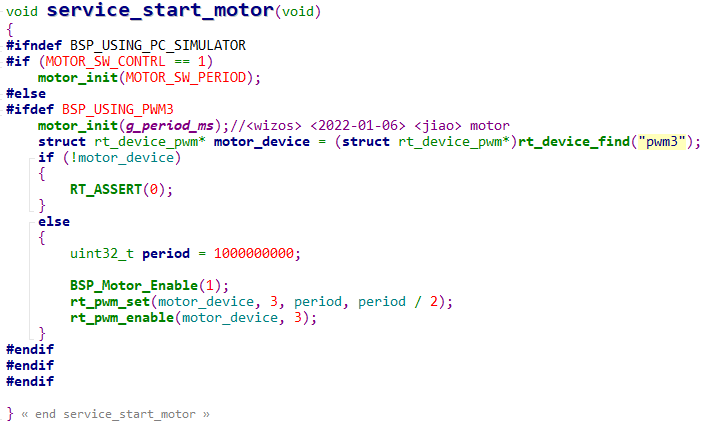 void service_start_motor(void)
{
#ifndef BSP_USING_PC_SIMULATOR
#if (MOTOR_SW_CONTRL == 1)
    motor_init(MOTOR_SW_PERIOD);
#else
#ifdef BSP_USING_PWM3
    motor_init(g_period_ms);//<wizos> <2022-01-06> <jiao> motor
    struct rt_device_pwm* motor_device = (struct rt_device_pwm*)rt_device_find("pwm3");
    if (!motor_device)
    {
        RT_ASSERT(0);
    }
    else
    {
        uint32_t period = 1000000000;

        BSP_Motor_Enable(1);
        rt_pwm_set(motor_device, 3, period, period / 2);
        rt_pwm_enable(motor_device, 3);
    }
#endif
#endif
#endif

} « end service_start_motor »